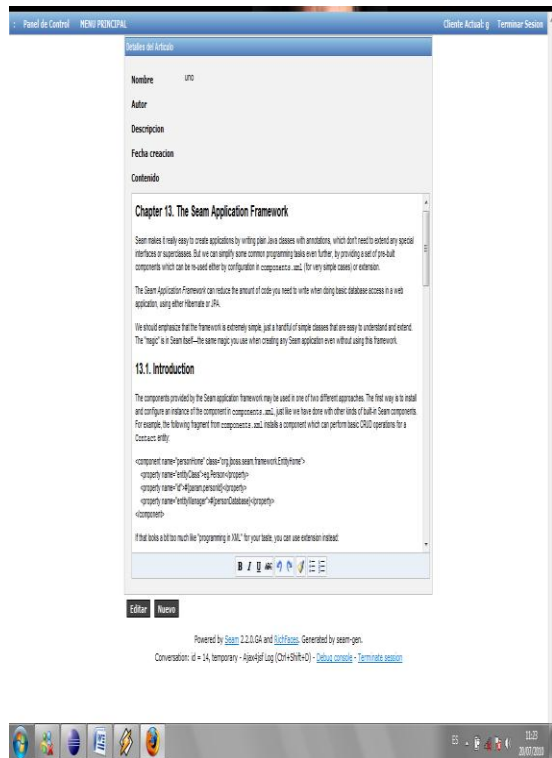 : Panel de Control MENU PRINCIPAL Cliente Actual: g Terminar Sesion
Detalles del Articulo
Nombre uno
Autor
Descripcion
Fecha creacion
Contenido
Chapter 13. The Seam Application Framework
Seam makes it really easy to create applications by writing plain Java classes with annotations, which don't need to extend any special
interfaces or superclasses. But we can simplify some common programming tasks even further, by providing a set of pre-built
components which can be re-used either by configuration in components.xml (for very simple cases) or extension.
The Seam Application Framework can reduce the amount of code you need to write when doing basic database access in a web
application, using either Hibernate or JPA.
We should emphasize that the framework is extremely simple, just a handful of simple classes that are easy to understand and extend.
The "magic" is in Seam itself—the same magic you use when creating any Seam application even without using this framework.
13.1. Introduction
The components provided by the Seam application framework may be used in one of two different approaches. The first way is to install
and configure an instance of the component in components.xml, just like we have done with other kinds of built-in Seam components.
For example, the following fragment from components.xml installs a component which can perform basic CRUD operations for a
Contact entity:
<component name="personHome" class="org.jboss.seam.framework.EntityHome">
<property name="entityClass">eg.Person</property>
<property name="id">#{param.personId}</property>
<property name="entityManager">#{personDatabase}</property>
</component>
If that looks a bit too much like "programming in XML" for your taste, you can use extension instead:
B I U ABC
Editar Nuevo
Powered by Seam 2.2.0.GA and RichFaces. Generated by seam-gen.
Conversation: id = 14, temporary - Ajax4jsf Log (Ctrl+Shift+D) - Debug console - Terminate session
ES 11:23
20/07/2010